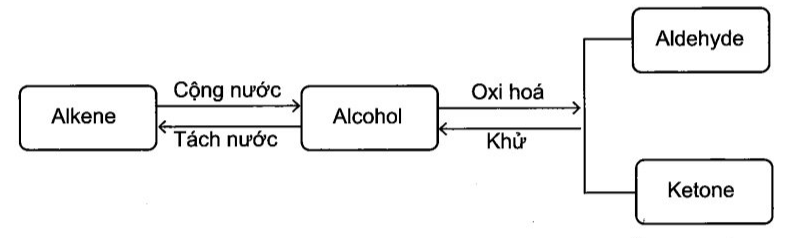 Aldehyde
Cộng nước
Oxi hoá
Alkene
Alcohol
Tách nước
Khử
Ketone